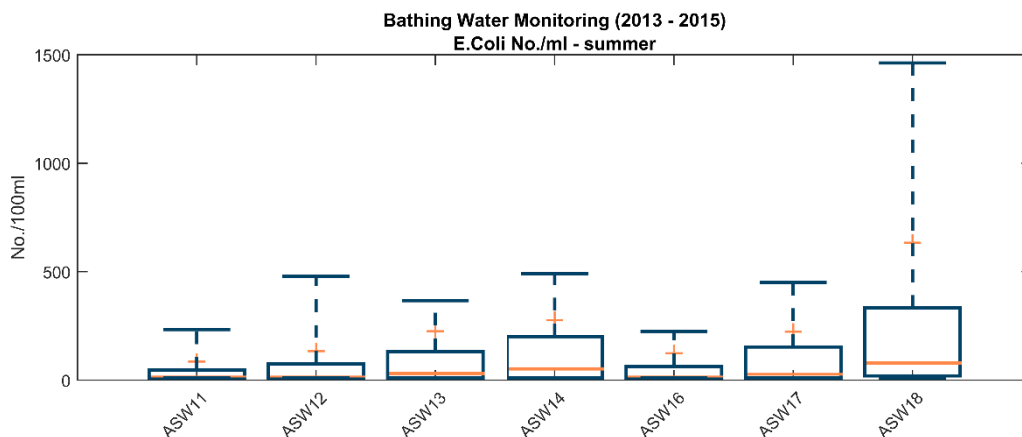 Bathing Water Monitoring (2013 - 2015)
E.Coli No./ml - summer
1500
1000
500
0
No./100ml
ASW11
ASW12
ASW13
ASW14
ASW16
ASW17
ASW18